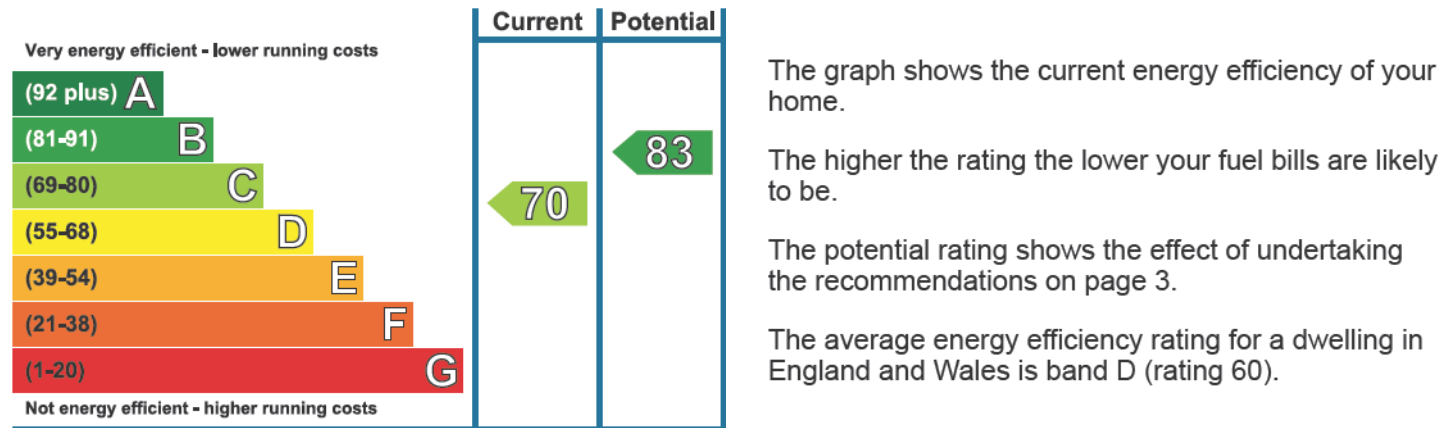 Current Potential
Very energy efficient - lower running costs
(92 plus) A
(81-91) B
83
(69-80) C
70
(55-68) D
(39-54) E
(21-38) F
(1-20) G
Not energy efficient - higher running costs
The graph shows the current energy efficiency of your
home.
The higher the rating the lower your fuel bills are likely
to be.
The potential rating shows the effect of undertaking
the recommendations on page 3.
The average energy efficiency rating for a dwelling in
England and Wales is band D (rating 60).